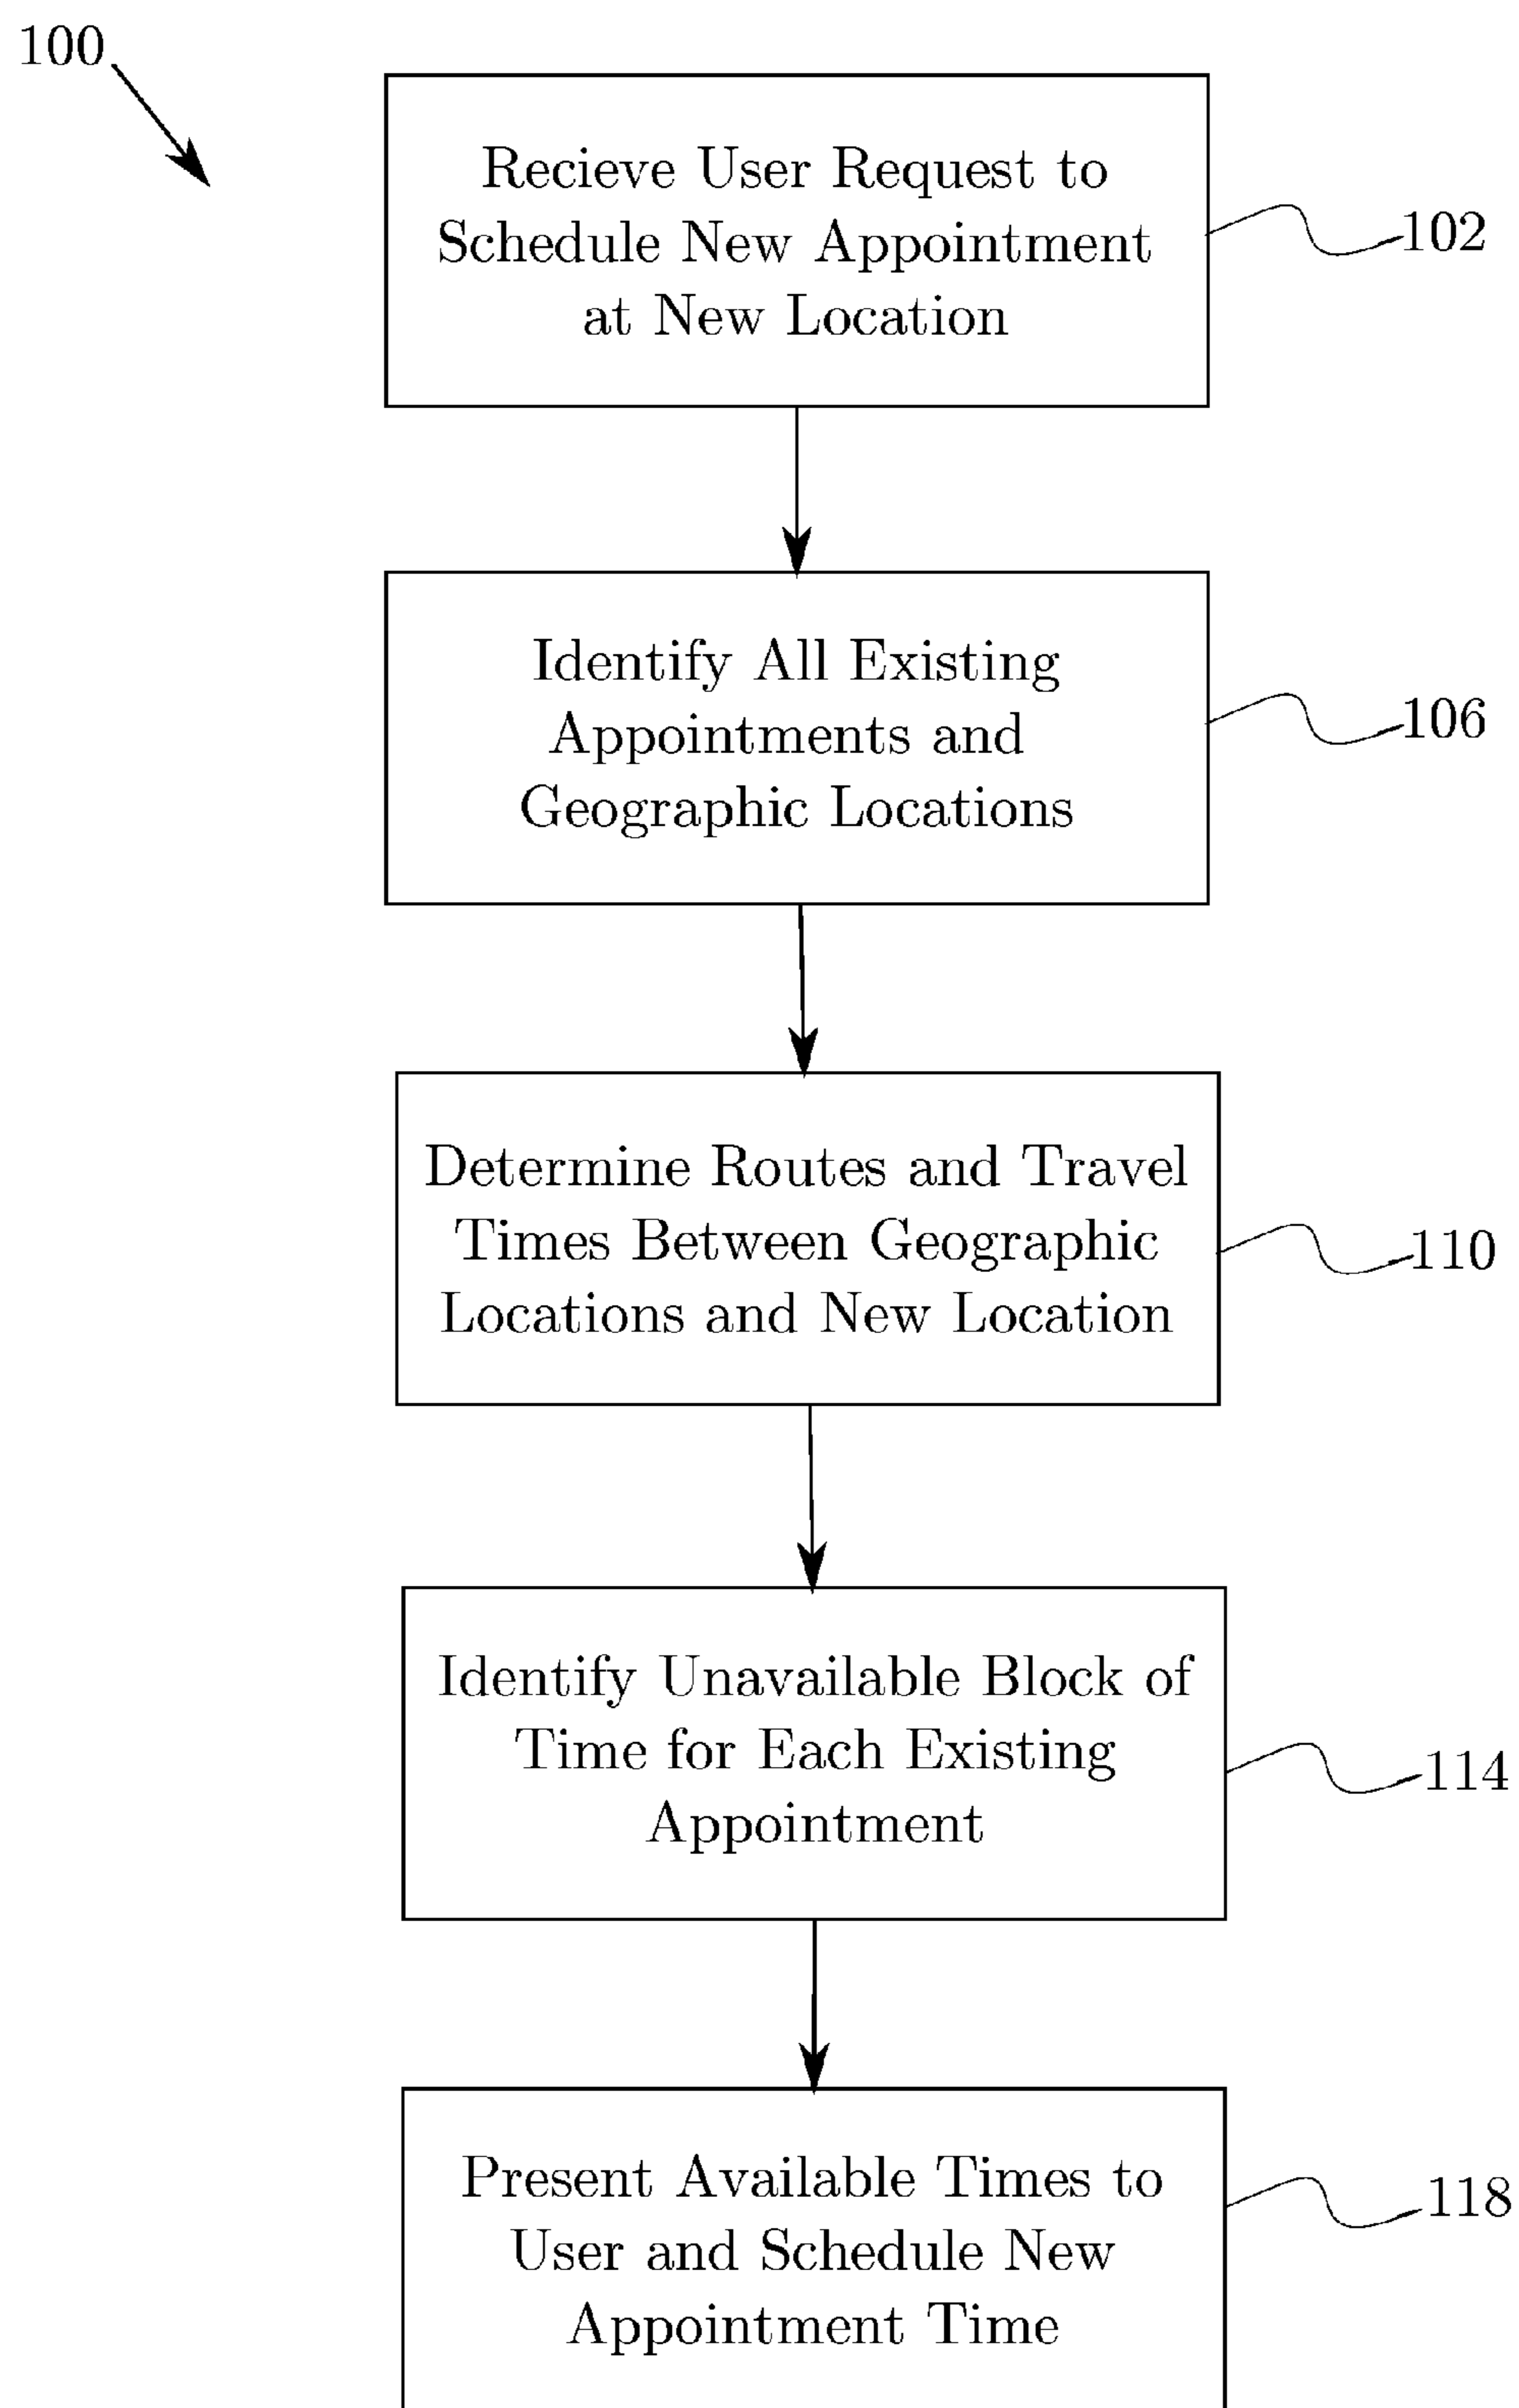 100
Recieve User Request to
Schedule New Appointment
at New Location
102
Identify All Existing
Appointments and
Geographic Locations
106
Determine Routes and Travel
Times Between Geographic
Locations and New Location
110
Identify Unavailable Block of
Time for Each Existing
Appointment
114
Present Available Times to
User and Schedule New
Appointment Time
118